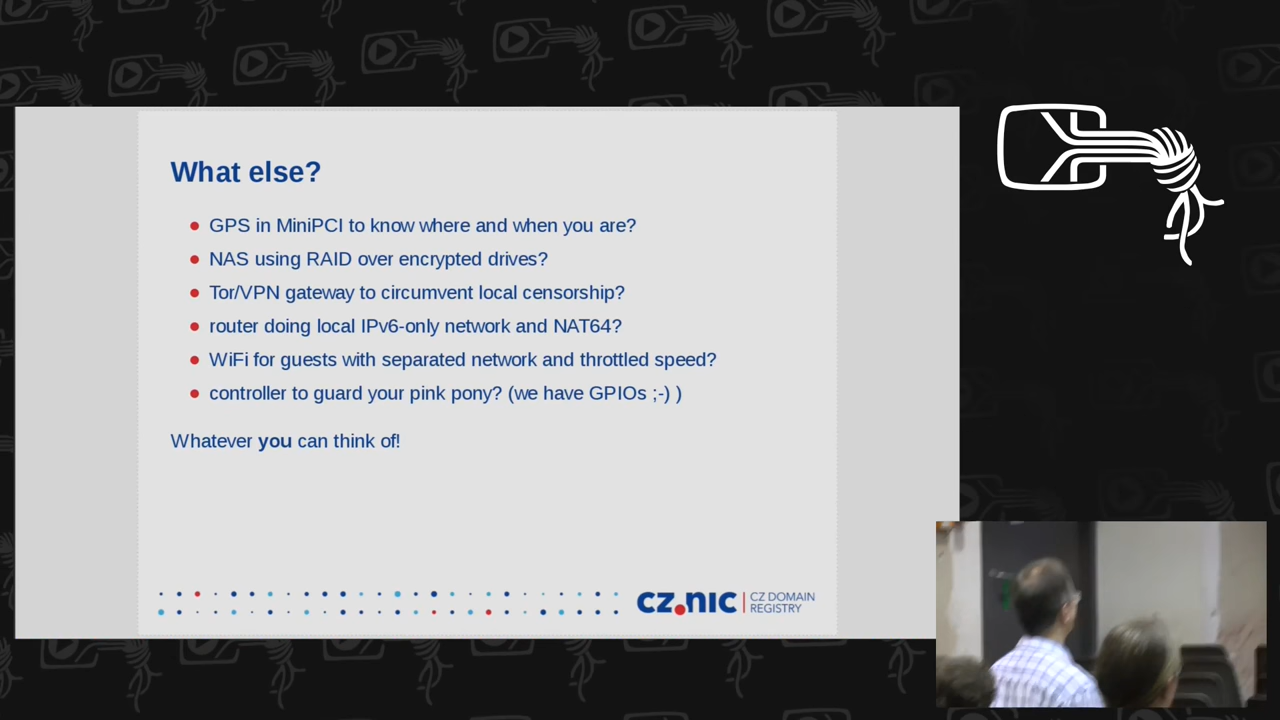 What else?
GPS in MiniPCI to know where and when you are?
NAS using RAID over encrypted drives?
Tor/VPN gateway to circumvent local censorship?
router doing local IPv6-only network and NAT64?
WiFi for guests with separated network and throttled speed?
controller to guard your pink pony? (we have GPIOs ;-) )
Whatever you can think of!
cz.nic
CZ DOMAIN
REGISTRY